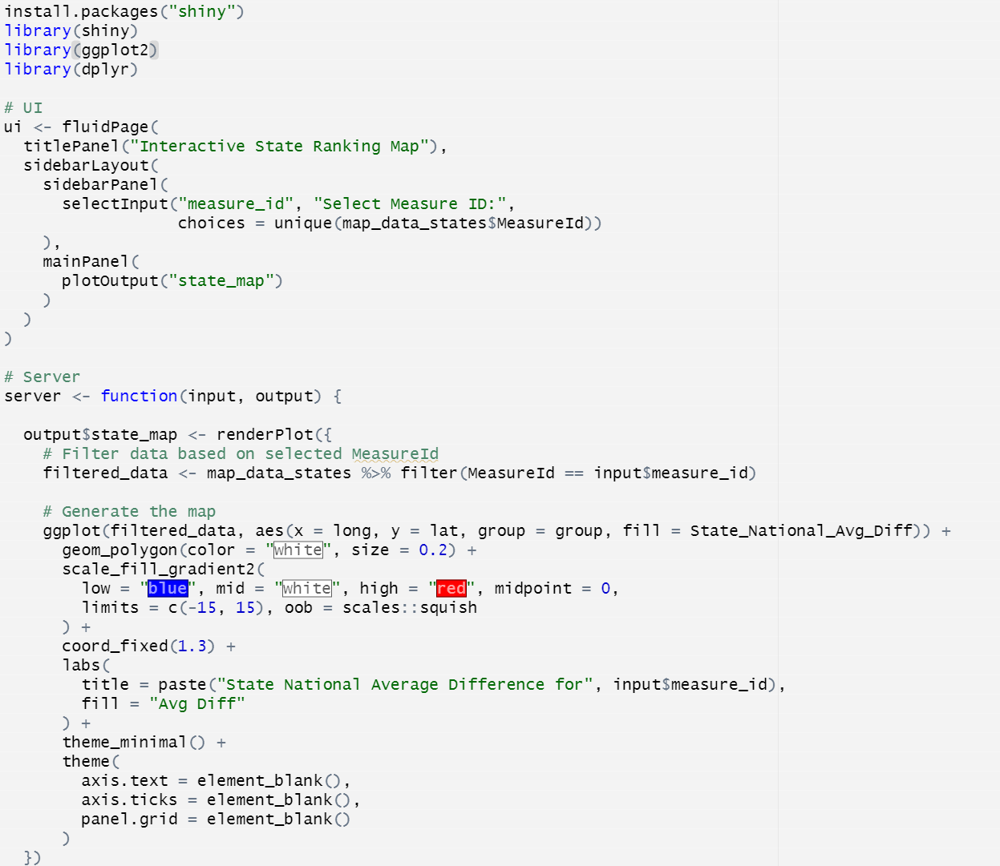 install.packages("shiny")
library(shiny)
library(ggplot2)
library(dplyr)

# UI
ui <- fluidPage(
  titlePanel("Interactive State Ranking Map"),
  sidebarLayout(
    sidebarPanel(
      selectInput("measure_id", "Select Measure ID:",
                  choices = unique(map_data_states$MeasureId))
    ),
    mainPanel(
      plotOutput("state_map")
    )
  )
)

# Server
server <- function(input, output) {

  output$state_map <- renderPlot({
    # Filter data based on selected MeasureId
    filtered_data <- map_data_states %>% filter(MeasureId == input$measure_id)

    # Generate the map
    ggplot(filtered_data, aes(x = long, y = lat, group = group, fill = State_National_Avg_Diff)) +
      geom_polygon(color = "white", size = 0.2) +
      scale_fill_gradient2(
        low = "blue", mid = "white", high = "red", midpoint = 0,
        limits = c(-15, 15), oob = scales::squish
      ) +
      coord_fixed(1.3) +
      labs(
        title = paste("State National Average Difference for", input$measure_id),
        fill = "Avg Diff"
      ) +
      theme_minimal() +
      theme(
        axis.text = element_blank(),
        axis.ticks = element_blank(),
        panel.grid = element_blank()
      )
  })